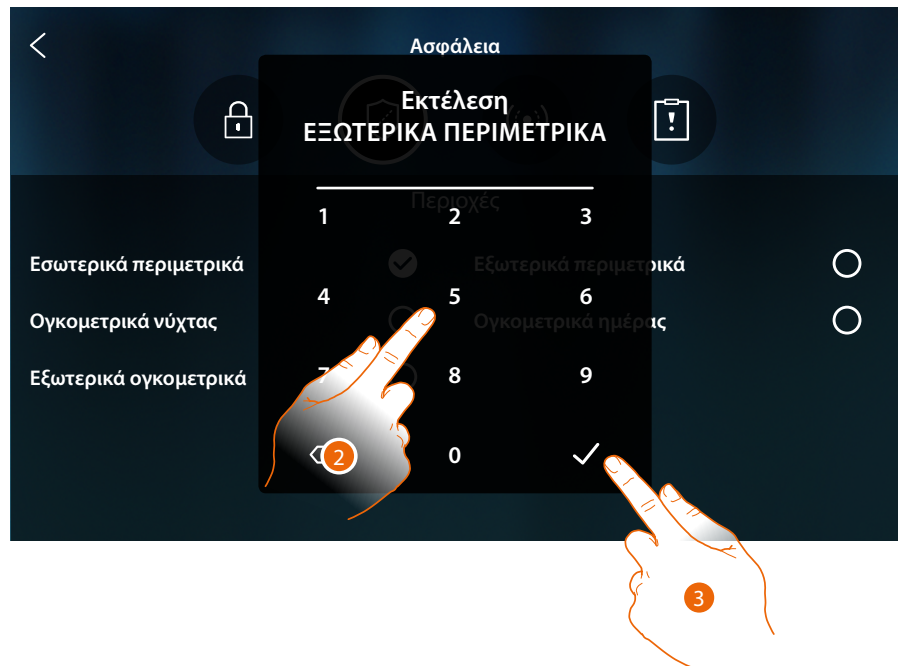 Ασφάλεια
Εκτέλεση
ΕΞΩΤΕΡΙΚΑ ΠΕΡΙΜΕΤΡΙΚΑ
Περιοχές
1 2 3
Εσωτερικά περιμετρικά Εξωτερικά περιμετρικά
4 5 6
Ογκομετρικά νύχτας Ογκομετρικά ημέρας
Εξωτερικά ογκομετρικά 7 8 9
2 0
3